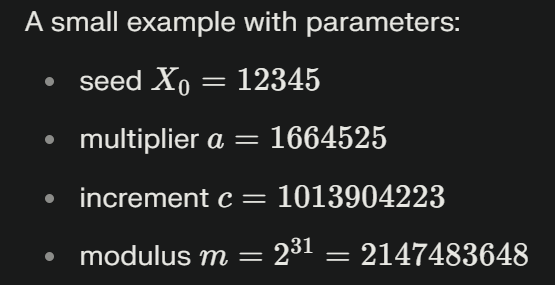 A small example with parameters:
• seed X₀ = 12345
• multiplier a = 1664525
• increment c = 1013904223
• modulus m = 2³¹ = 2147483648